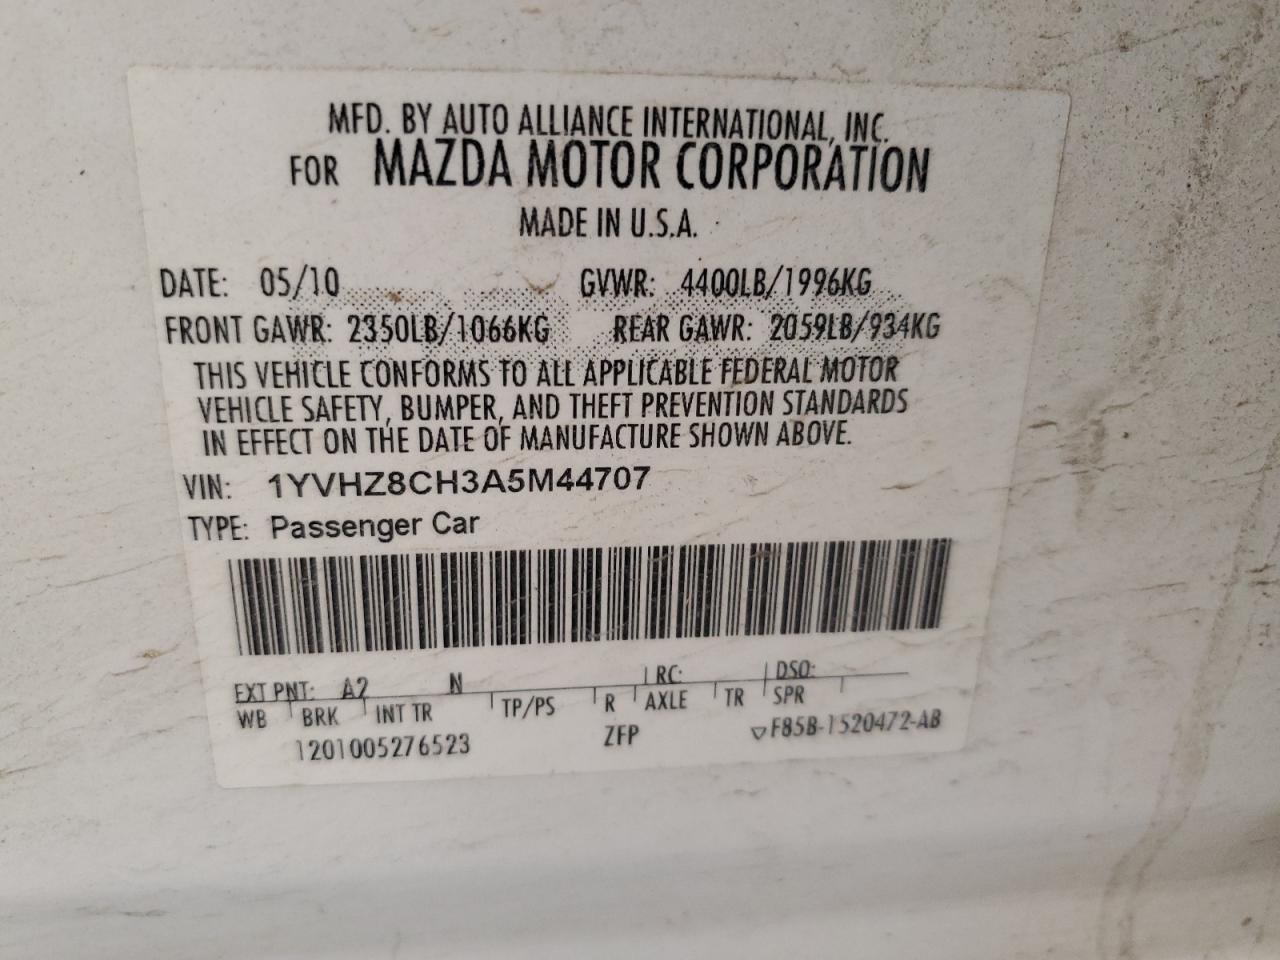 MFD. BY AUTO ALLIANCE INTERNATIONAL, INC.
FOR MAZDA MOTOR CORPORATION
MADE IN U.S.A.
DATE: 05/10 GVWR: 4400LB/1996KG
FRONT GAWR: 2350LB/1066KG REAR GAWR: 2059LB/934KG
THIS VEHICLE CONFORMS TO ALL APPLICABLE FEDERAL MOTOR
VEHICLE SAFETY, BUMPER, AND THEFT PREVENTION STANDARDS
IN EFFECT ON THE DATE OF MANUFACTURE SHOWN ABOVE.
VIN: 1YVHZ8CH3A5M44707
TYPE: Passenger Car
EXT PNT: A2 N RC: DSO:
WB BRK INT TR TP/PS R AXLE TR SPR
1201005276523 ZFP ▽F85B-1520472-AB